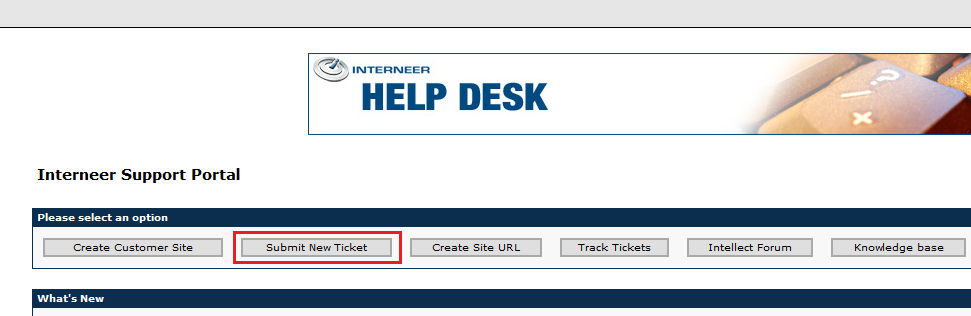 INTERNEER
HELP DESK
Interneer Support Portal
Please select an option
Create Customer Site Submit New Ticket Create Site URL Track Tickets Intellect Forum Knowledge base
What's New